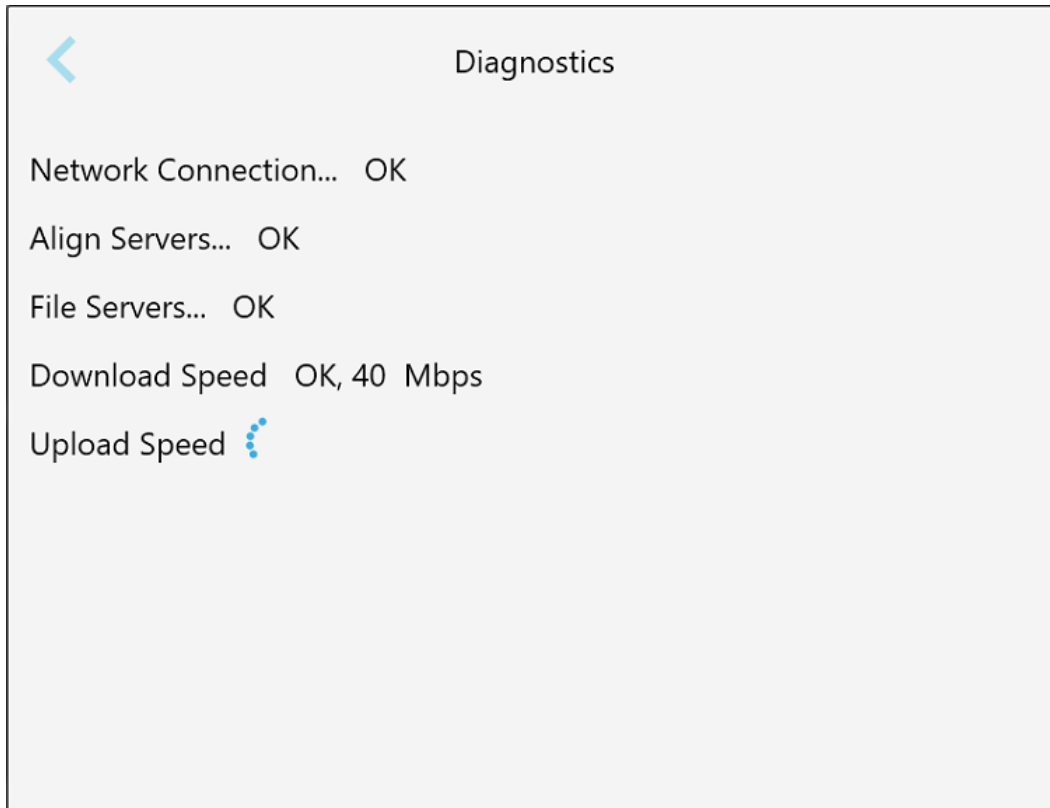 Diagnostics
Network Connection... OK
Align Servers... OK
File Servers... OK
Download Speed OK, 40 Mbps
Upload Speed